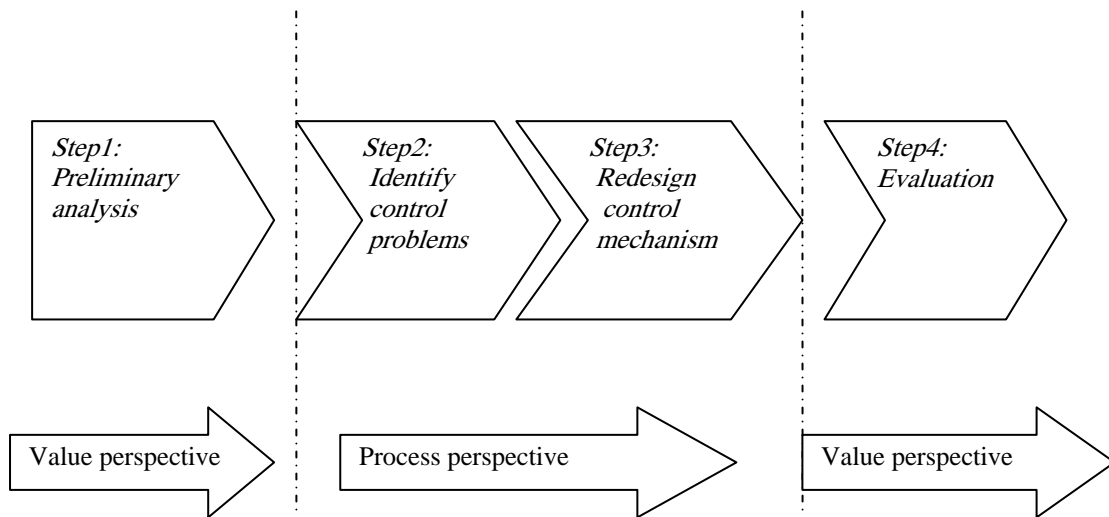 Step1:
Preliminary
analysis
Step2:
Identify
control
problems
Step3:
Redesign
control
mechanism
Step4:
Evaluation
Value perspective
Process perspective
Value perspective